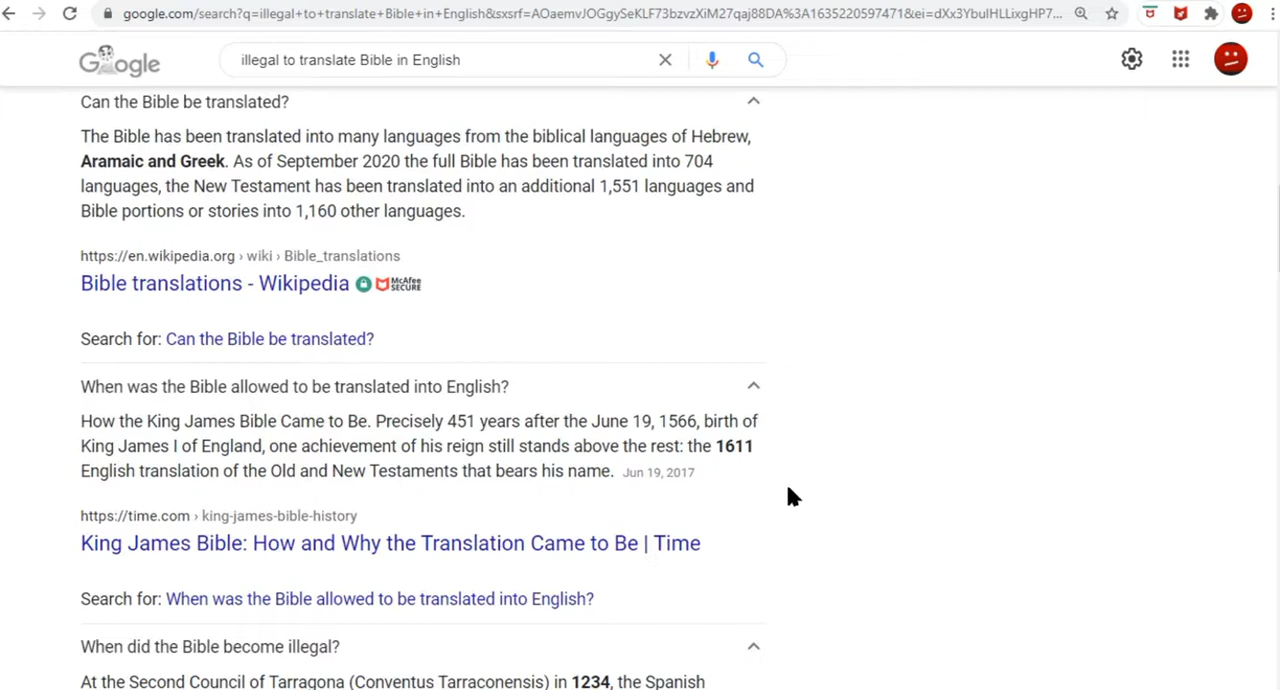 google.com/search?q=illegal+to+translate+Bible+in+English&sxsrf=AOaemvJOGgySeKLF73bzvzXiM27qaj88DA%3A1635220597471&ei=dXx3YbuIHLLixgHP7...
Google
illegal to translate Bible in English
Can the Bible be translated?
The Bible has been translated into many languages from the biblical languages of Hebrew,
Aramaic and Greek. As of September 2020 the full Bible has been translated into 704
languages, the New Testament has been translated into an additional 1,551 languages and
Bible portions or stories into 1,160 other languages.
https://en.wikipedia.org › wiki › Bible_translations
Bible translations - Wikipedia McAfee SECURE
Search for: Can the Bible be translated?
When was the Bible allowed to be translated into English?
How the King James Bible Came to Be. Precisely 451 years after the June 19, 1566, birth of
King James I of England, one achievement of his reign still stands above the rest: the 1611
English translation of the Old and New Testaments that bears his name. Jun 19, 2017
https://time.com › king-james-bible-history
King James Bible: How and Why the Translation Came to Be | Time
Search for: When was the Bible allowed to be translated into English?
When did the Bible become illegal?
At the Second Council of Tarragona (Conventus Tarraconensis) in 1234, the Spanish